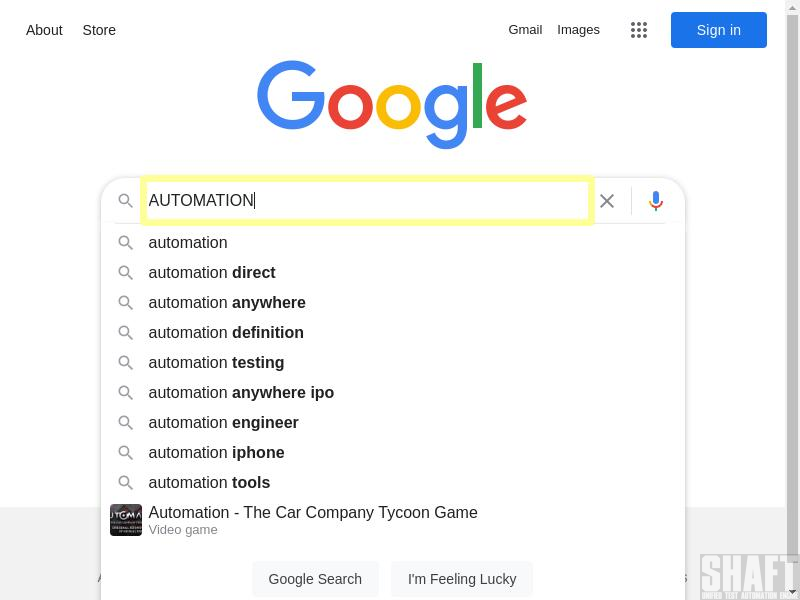 About Store Gmail Images Sign in
Google
AUTOMATION
automation
automation direct
automation anywhere
automation definition
automation testing
automation anywhere ipo
automation engineer
automation iphone
automation tools
Automation - The Car Company Tycoon Game
Video game
Google Search I'm Feeling Lucky
SHAFT